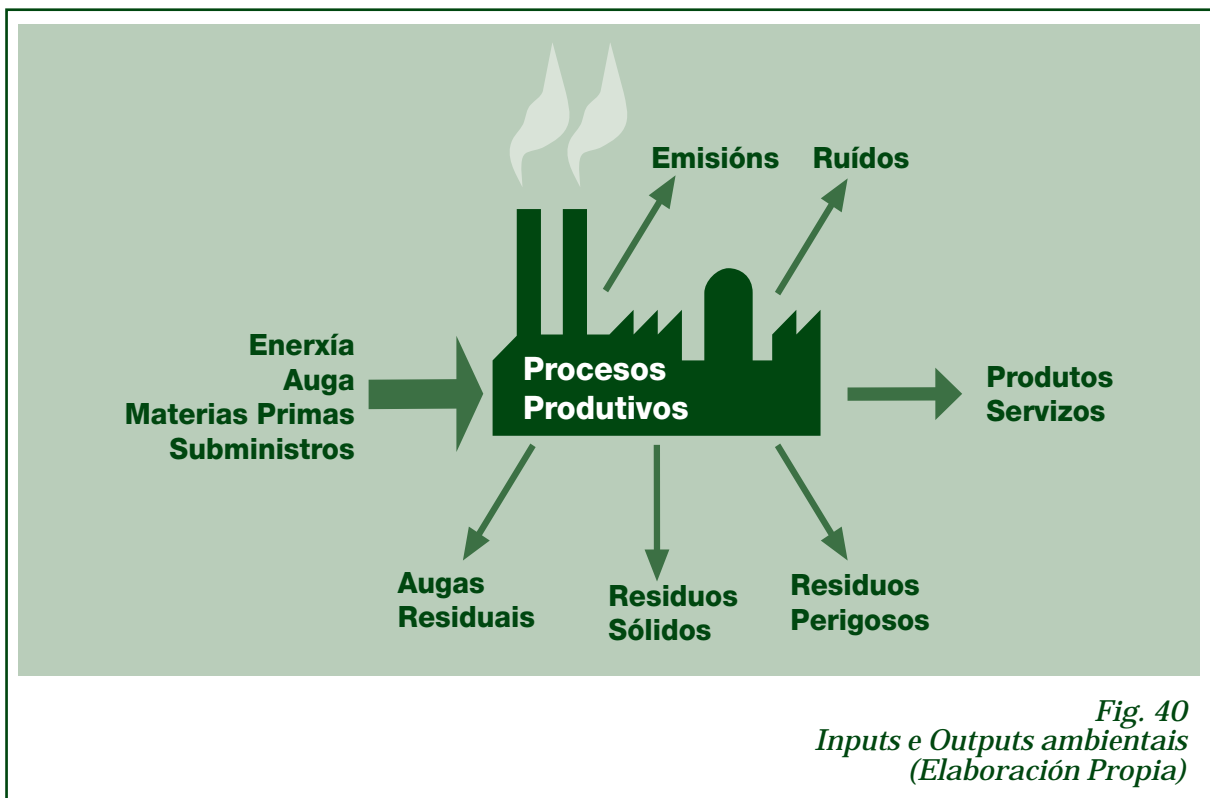 Emisións
Ruídos
Enerxía
Auga
Materias Primas
Subministros
Procesos
Produtivos
Produtos
Servizos
Augas
Residuais
Residuos
Sólidos
Residuos
Perigosos
Fig. 40
Inputs e Outputs ambientais
(Elaboración Propia)